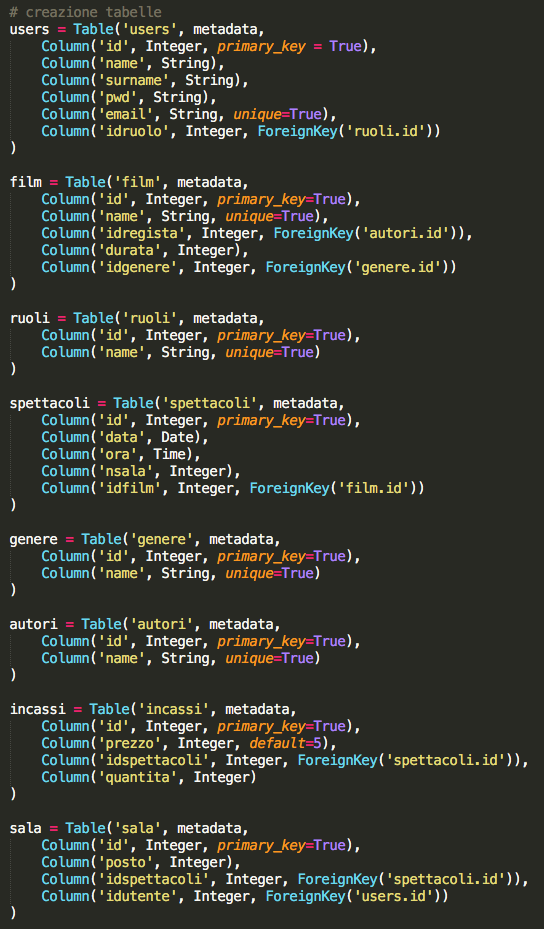 # creazione tabelle
users = Table('users', metadata,
    Column('id', Integer, primary_key = True),
    Column('name', String),
    Column('surname', String),
    Column('pwd', String),
    Column('email', String, unique=True),
    Column('idruolo', Integer, ForeignKey('ruoli.id'))
)

film = Table('film', metadata,
    Column('id', Integer, primary_key=True),
    Column('name', String, unique=True),
    Column('idregista', Integer, ForeignKey('autori.id')),
    Column('durata', Integer),
    Column('idgenere', Integer, ForeignKey('genere.id'))
)

ruoli = Table('ruoli', metadata,
    Column('id', Integer, primary_key=True),
    Column('name', String, unique=True)
)

spettacoli = Table('spettacoli', metadata,
    Column('id', Integer, primary_key=True),
    Column('data', Date),
    Column('ora', Time),
    Column('nsala', Integer),
    Column('idfilm', Integer, ForeignKey('film.id'))
)

genere = Table('genere', metadata,
    Column('id', Integer, primary_key=True),
    Column('name', String, unique=True)
)

autori = Table('autori', metadata,
    Column('id', Integer, primary_key=True),
    Column('name', String, unique=True)
)

incassi = Table('incassi', metadata,
    Column('id', Integer, primary_key=True),
    Column('prezzo', Integer, default=5),
    Column('idspettacoli', Integer, ForeignKey('spettacoli.id')),
    Column('quantita', Integer)
)

sala = Table('sala', metadata,
    Column('id', Integer, primary_key=True),
    Column('posto', Integer),
    Column('idspettacoli', Integer, ForeignKey('spettacoli.id')),
    Column('idutente', Integer, ForeignKey('users.id'))
)